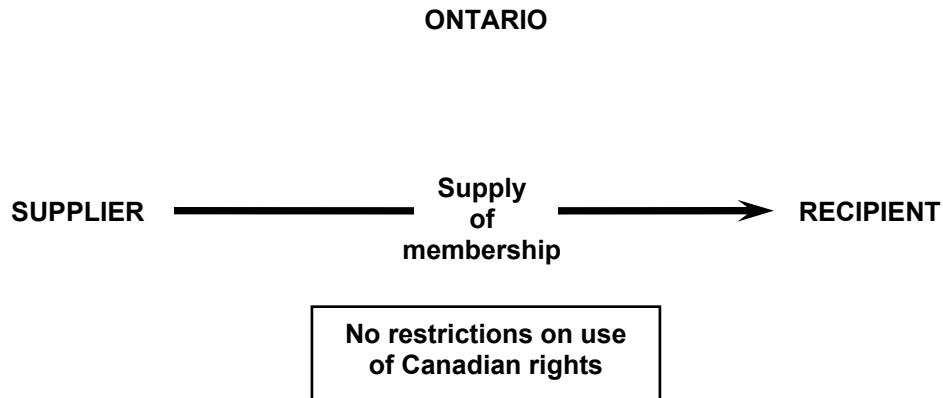 ONTARIO
SUPPLIER
Supply
of
membership
RECIPIENT
No restrictions on use
of Canadian rights